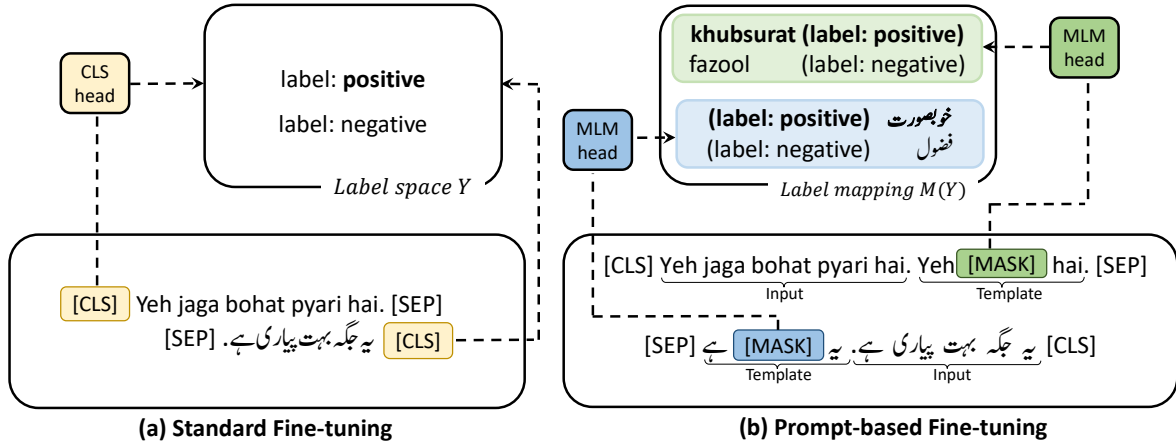 CLS
head
label: positive
label: negative
Label space Y
[CLS] Yeh jaga bohat pyari hai. [SEP]
[CLS] یہ جگہ بہت پیاری ہے. [SEP]
(a) Standard Fine-tuning
khubsurat (label: positive)
fazool (label: negative)
MLM
head
MLM
head
خوبصورت (label: positive)
فضول (label: negative)
Label mapping M(Y)
[CLS] Yeh jaga bohat pyari hai. Yeh [MASK] hai. [SEP]
Input Template
[CLS] یہ جگہ بہت پیاری ہے. یہ [MASK] ہے [SEP]
Template Input
(b) Prompt-based Fine-tuning